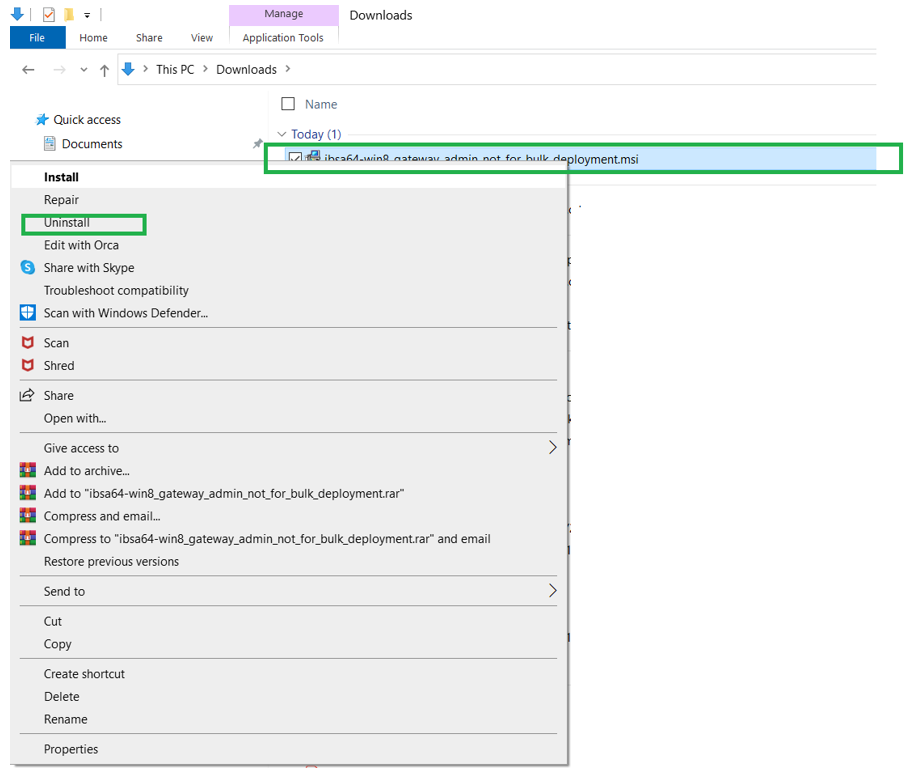 Manage
Downloads
File
Home
Share
View
Application Tools
This PC
Downloads
Quick access
Name
Today (1)
Documents
ibsa64-win8_gateway_admin_not_for_bulk_deployment.msi
Install
Repair
Uninstall
Edit with Orca
Share with Skype
Troubleshoot compatibility
Scan with Windows Defender...
Scan
Shred
Share
Open with...
Give access to
Add to archive...
Add to "ibsa64-win8_gateway_admin_not_for_bulk_deployment.rar"
Compress and email...
Compress to "ibsa64-win8_gateway_admin_not_for_bulk_deployment.rar" and email
Restore previous versions
Send to
Cut
Copy
Create shortcut
Delete
Rename
Properties